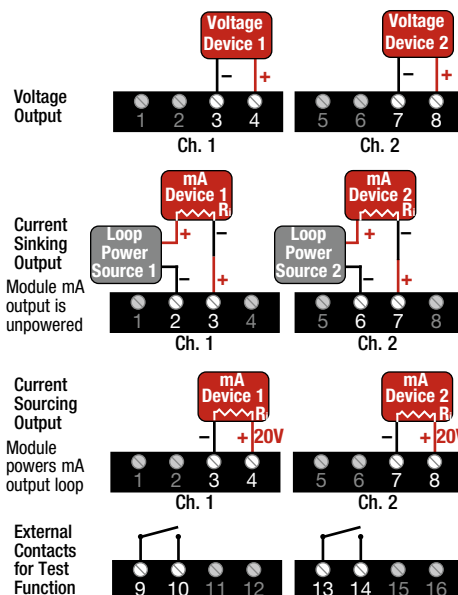 Voltage
Output
Voltage
Device 1
– +
1 2 3 4
Ch. 1
Voltage
Device 2
– +
5 6 7 8
Ch. 2
Current
Sinking
Output
Module mA
output is
unpowered
mA
Device 1
Ri
Loop
Power
Source 1
+ –
– +
1 2 3 4
Ch. 1
mA
Device 2
Ri
Loop
Power
Source 2
+ –
– +
5 6 7 8
Ch. 2
Current
Sourcing
Output
Module
powers mA
output loop
mA
Device 1
Ri
– + 20V
1 2 3 4
Ch. 1
mA
Device 2
Ri
– + 20V
5 6 7 8
Ch. 2
External
Contacts
for Test
Function
9 10 11 12
13 14 15 16